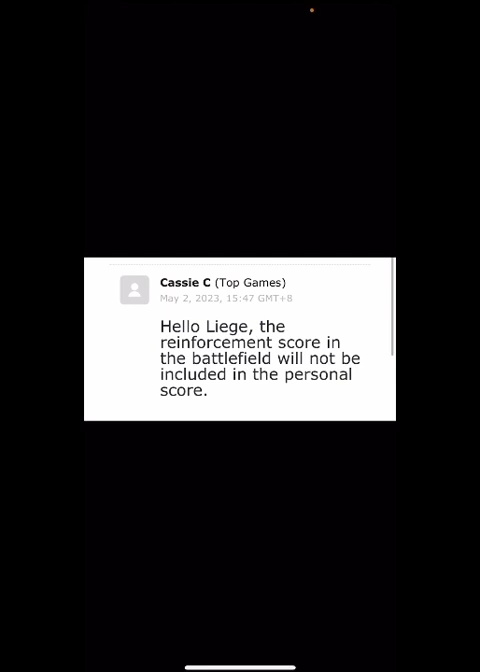 Cassie C (Top Games)
May 2, 2023, 15:47 GMT+8
Hello Liege, the
reinforcement score in
the battlefield will not be
included in the personal
score.